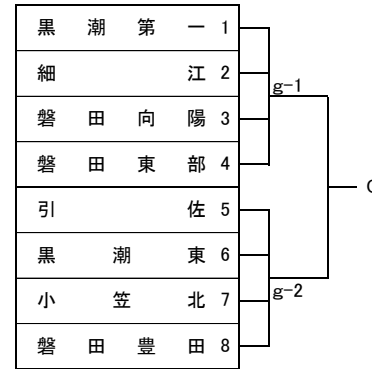 黒潮第一 1
細江 2
g-1
磐田向陽 3
磐田東部 4
引佐 5
黒潮東 6
小笠北 7
g-2
磐田豊田 8